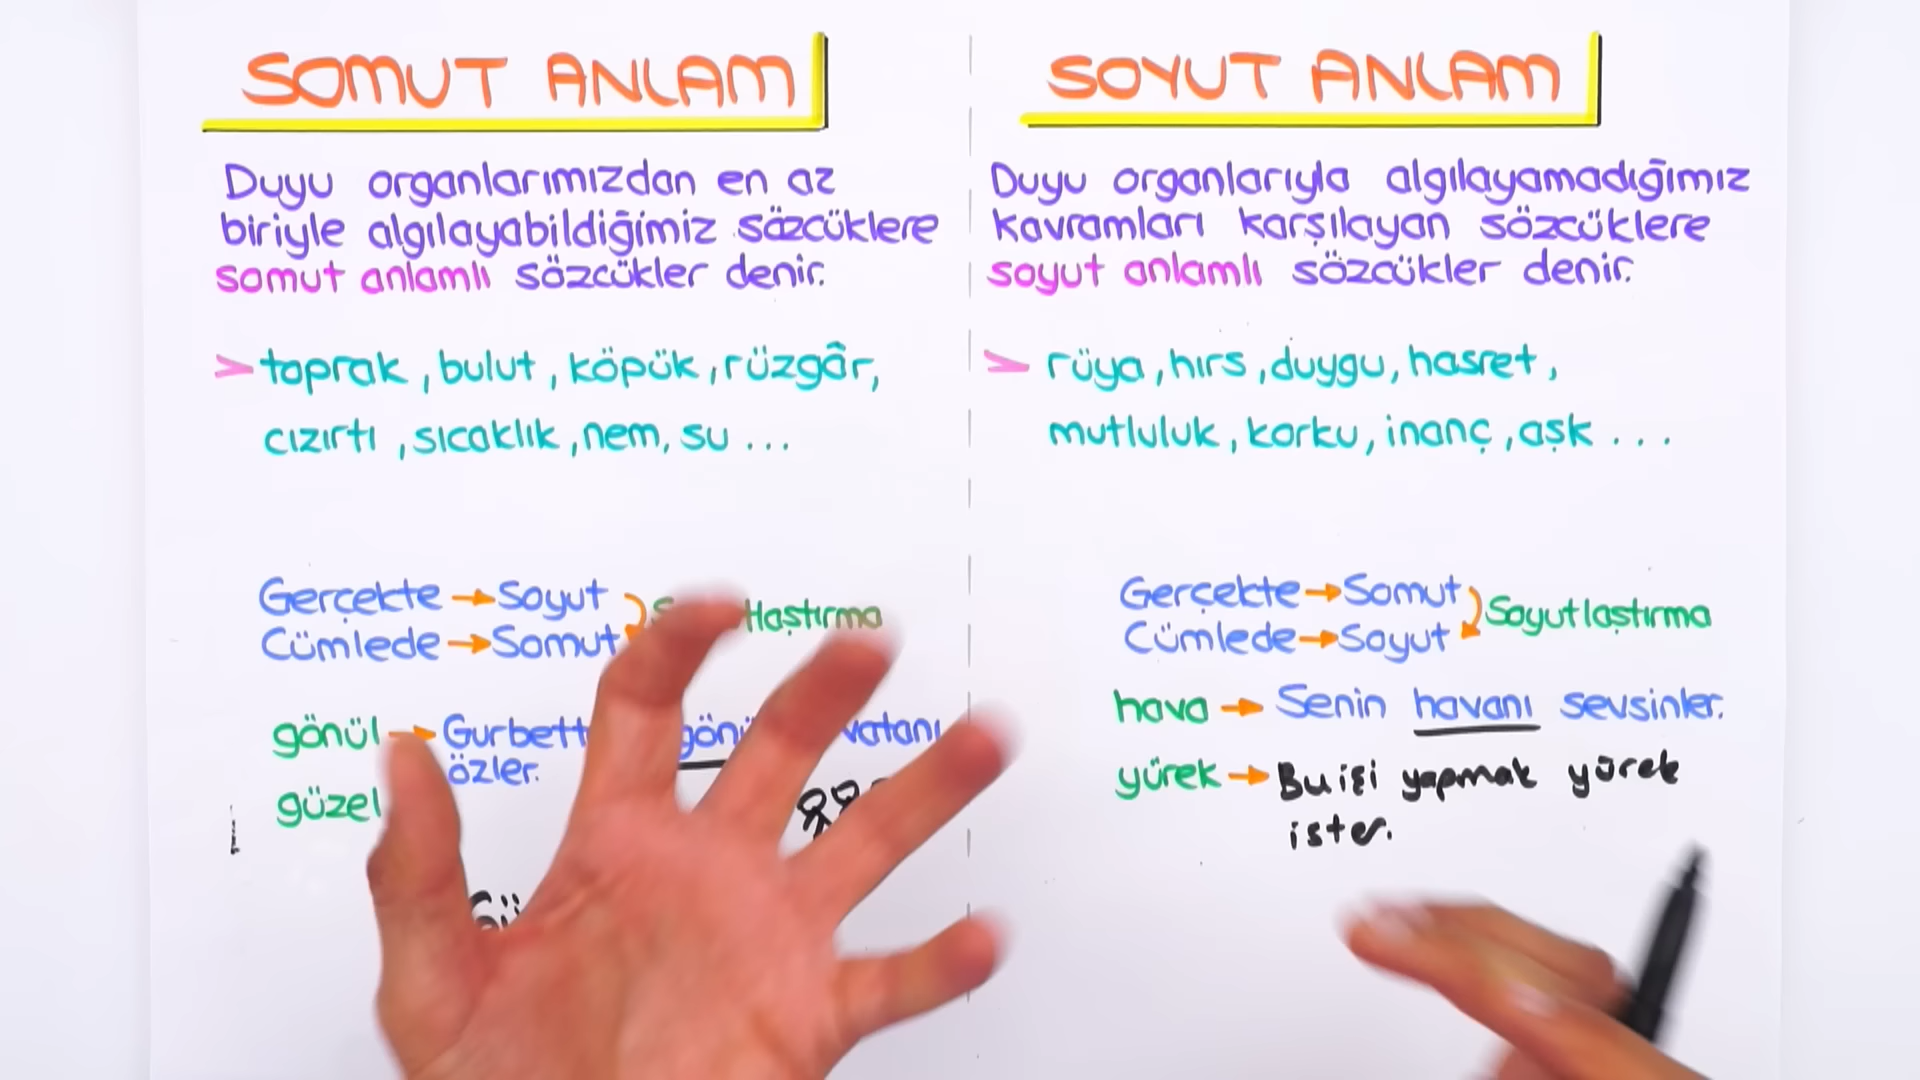 SOMUT ANLAM
Duyu organlarımızdan en az
biriyle algılayabildiğimiz sözcüklere
somut anlamlı sözcükler denir.
> toprak, bulut, köpük, rüzgâr,
cızırtı, sıcaklık, nem, su ...
Gerçekte → Soyut
Cümlede → Somut
gönül →
özler.
güzel
SOYUT ANLAM
Duyu organlarıyla algılayamadığımız
kavramları karşılayan sözcüklere
soyut anlamlı sözcükler denir.
> rüya, hırs, duygu, hasret,
mutluluk, korku, inanç, aşk ...
Gerçekte → Somut
Soyutlaştırma
Cümlede → Soyut
hava → Senin havanı sevsinler.
yürek → Bu işi yapmak yürek
ister.